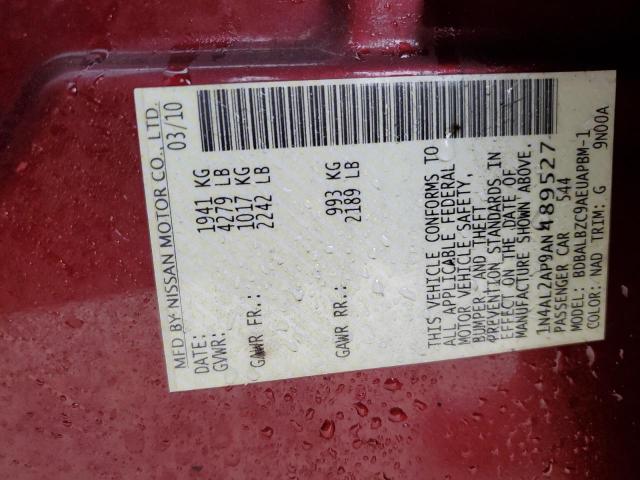 MFD BY NISSAN MOTOR CO., LTD.
DATE: 03/10
GVWR: 1941 KG
4279 LB
GAWR FR.: 1017 KG
2242 LB
GAWR RR.: 993 KG
2189 LB
THIS VEHICLE CONFORMS TO
ALL APPLICABLE FEDERAL
MOTOR VEHICLE SAFETY,
BUMPER, AND THEFT
PREVENTION STANDARDS IN
EFFECT ON THE DATE OF
MANUFACTURE SHOWN ABOVE.
1N4AL2AP9AN489527
PASSENGER CAR 544
MODEL: BDBALBZC9AEUAPBM-1
COLOR: NAD TRIM: G 9N00A